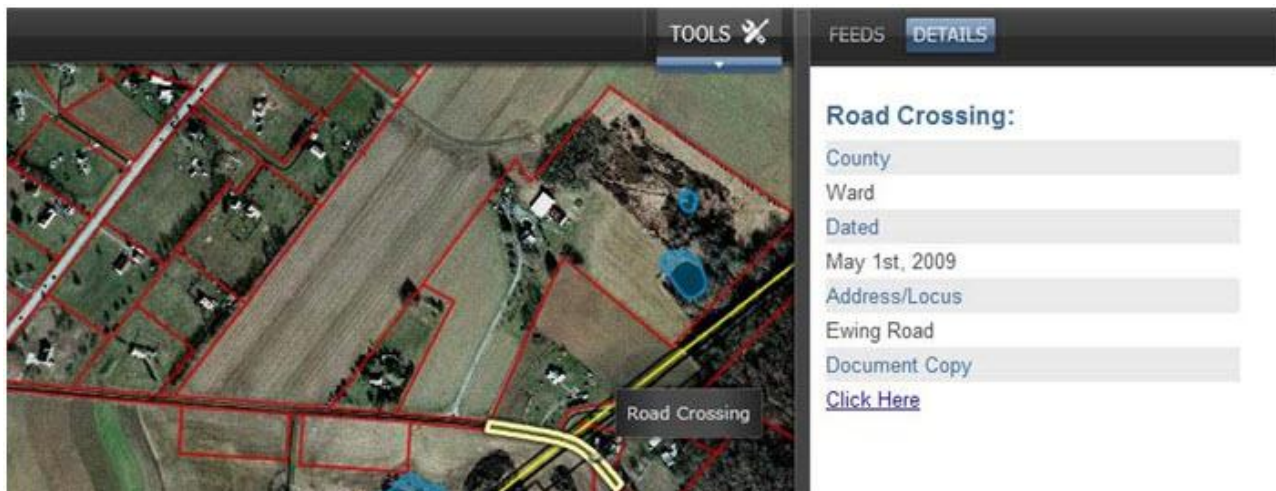 TOOLS
FEEDS DETAILS
Road Crossing:
County
Ward
Dated
May 1st, 2009
Address/Locus
Ewing Road
Document Copy
Click Here
Road Crossing